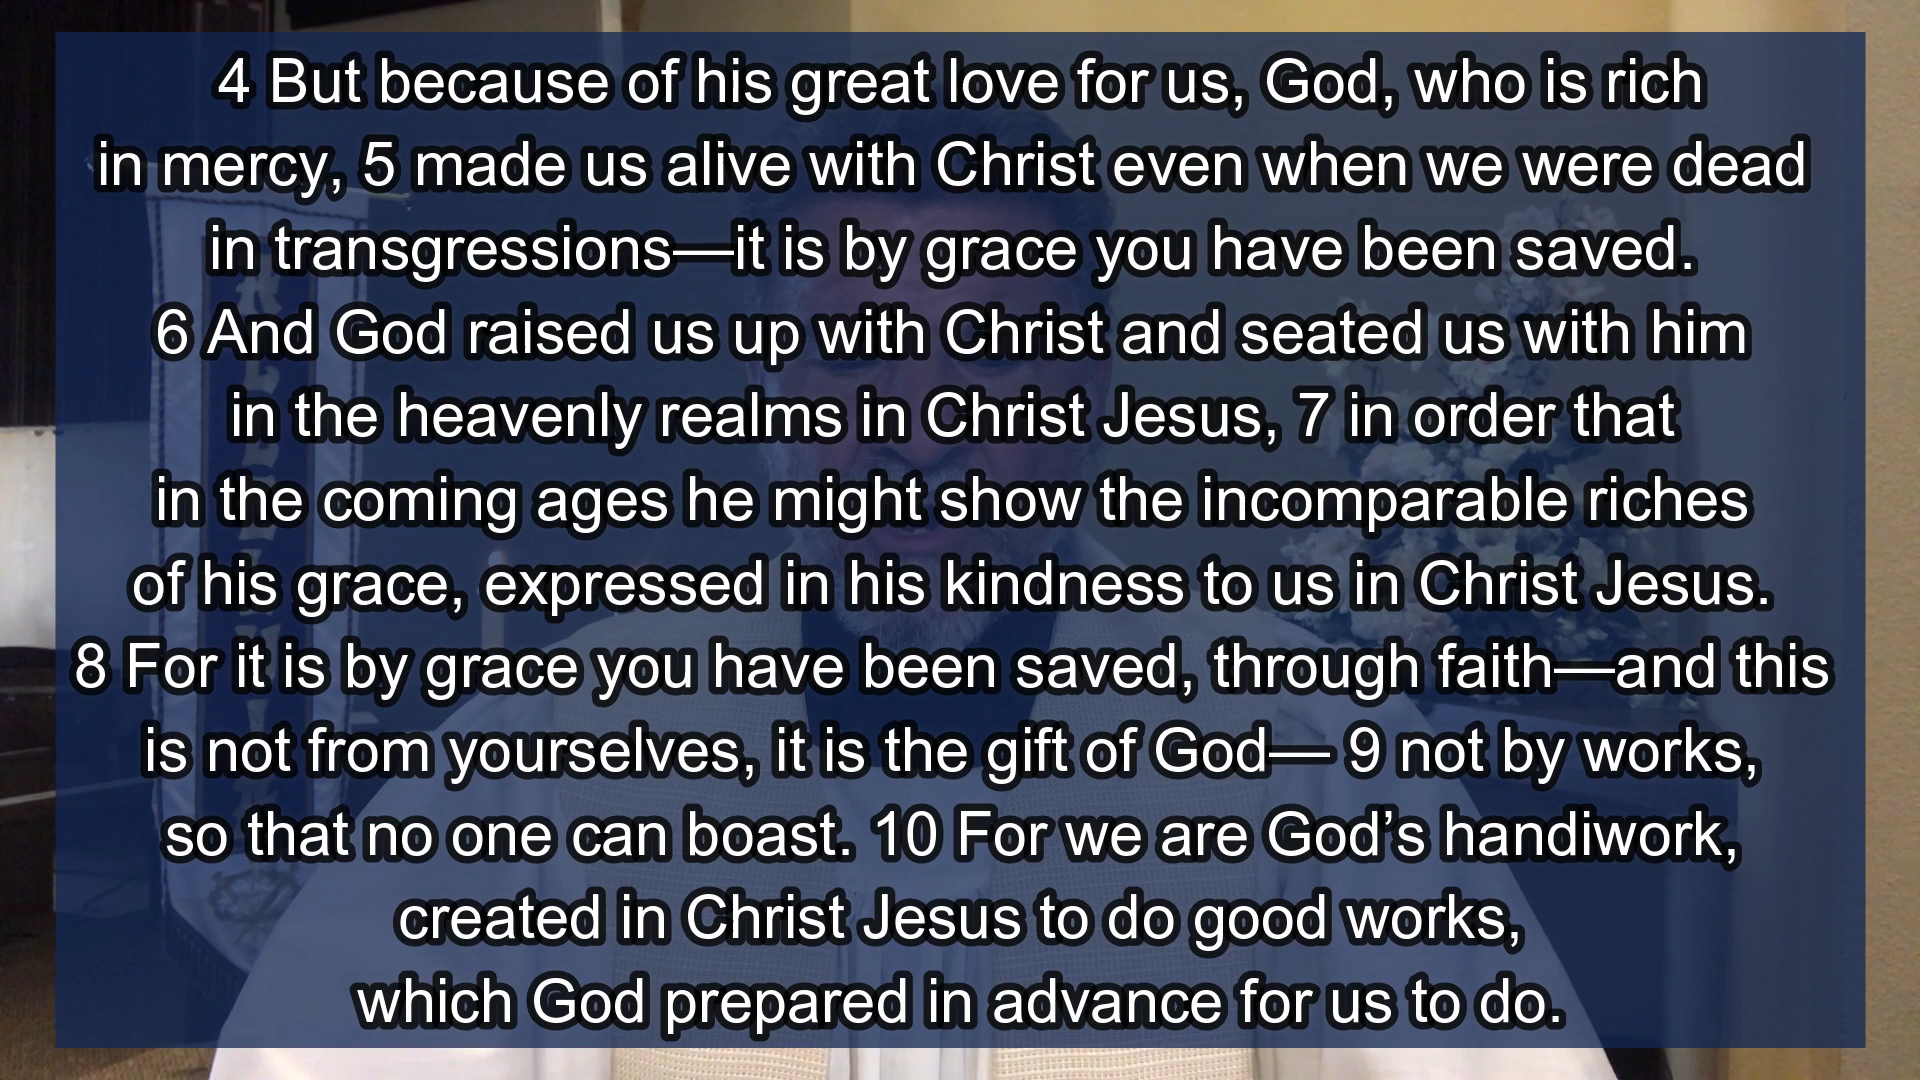 4 But because of his great love for us, God, who is rich
in mercy, 5 made us alive with Christ even when we were dead
in transgressions—it is by grace you have been saved.
6 And God raised us up with Christ and seated us with him
in the heavenly realms in Christ Jesus, 7 in order that
in the coming ages he might show the incomparable riches
of his grace, expressed in his kindness to us in Christ Jesus.
8 For it is by grace you have been saved, through faith—and this
is not from yourselves, it is the gift of God— 9 not by works,
so that no one can boast. 10 For we are God’s handiwork,
created in Christ Jesus to do good works,
which God prepared in advance for us to do.